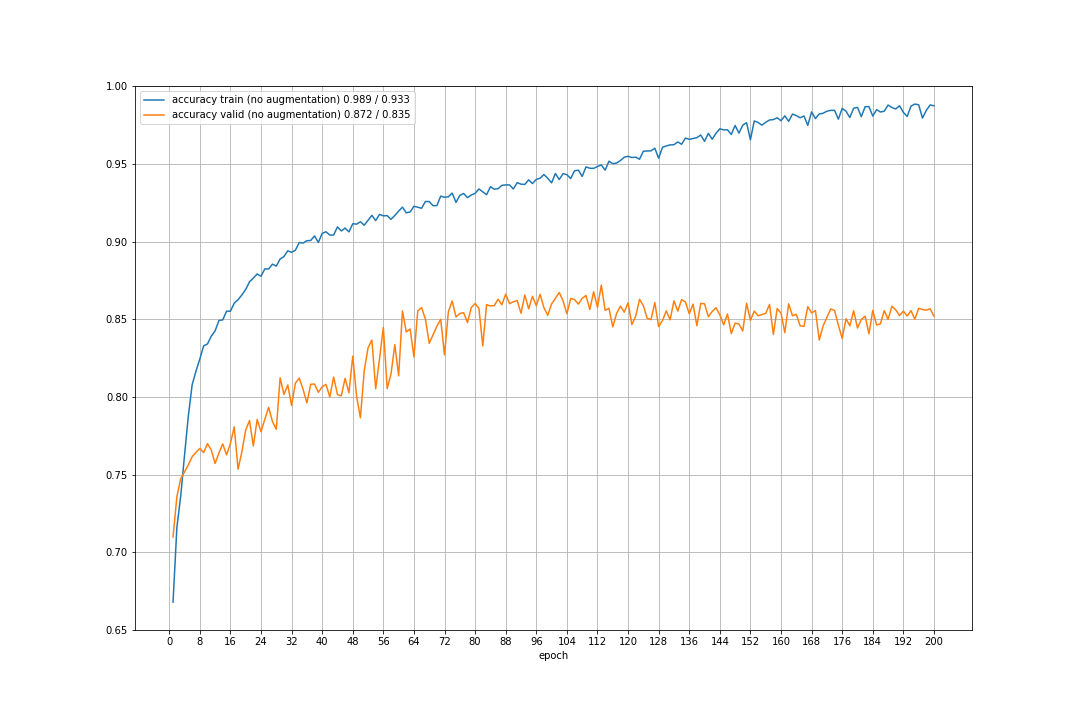 1.00
accuracy train (no augmentation) 0.989 / 0.933
accuracy valid (no augmentation) 0.872 / 0.835
0.95
0.90
0.85
0.80
0.75
0.70
0.65
0 8 16 24 32 40 48 56 64 72 80 88 96 104 112 120 128 136 144 152 160 168 176 184 192 200
epoch